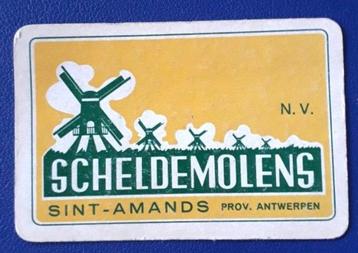 N.V.
SCHELDEMOLENS
SINT-AMANDS PROV. ANTWERPEN